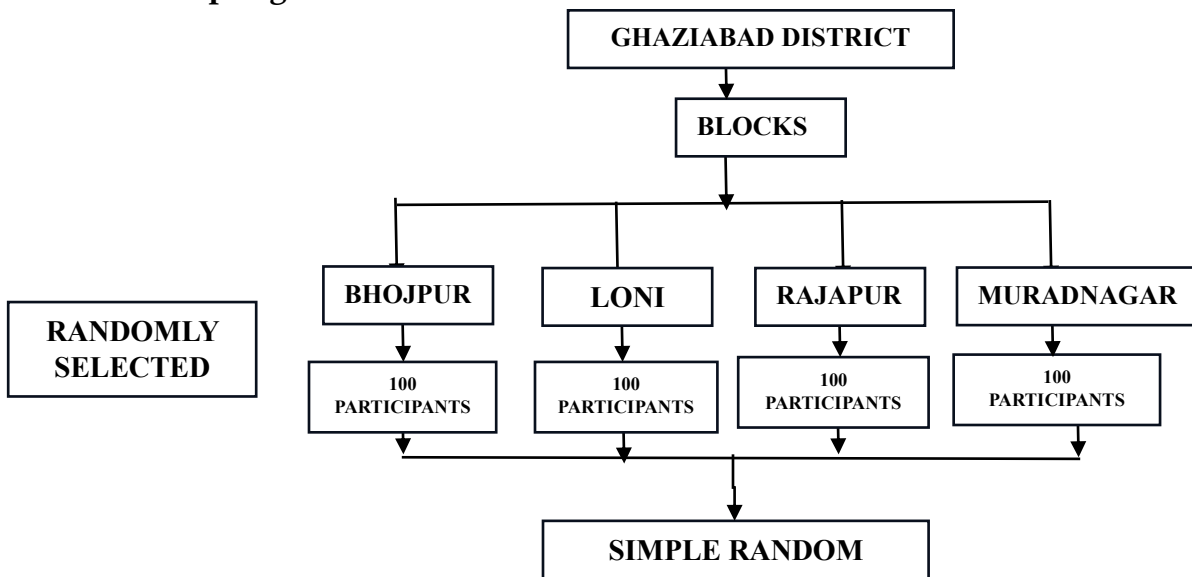 GHAZIABAD DISTRICT
BLOCKS
BHOJPUR
LONI
RAJAPUR
MURADNAGAR
RANDOMLY
SELECTED
100
PARTICIPANTS
100
PARTICIPANTS
100
PARTICIPANTS
100
PARTICIPANTS
SIMPLE RANDOM